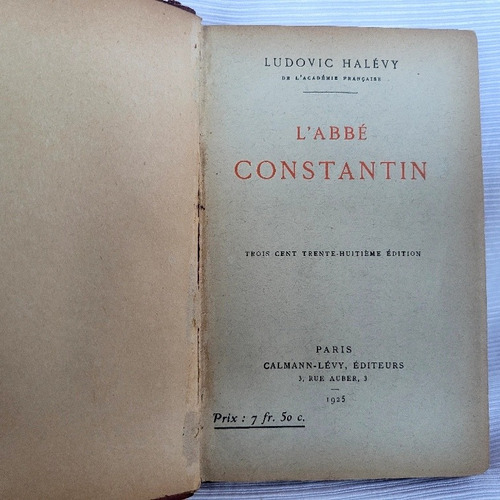 LUDOVIC HALÉVY
DE L'ACADÉMIE FRANÇAISE
L'ABBÉ
CONSTANTIN
TROIS CENT TRENTE-HUITIÈME ÉDITION
PARIS
CALMANN-LÉVY, ÉDITEURS
3, RUE AUBER, 3
1925
Prix : 7 fr. 50 c.